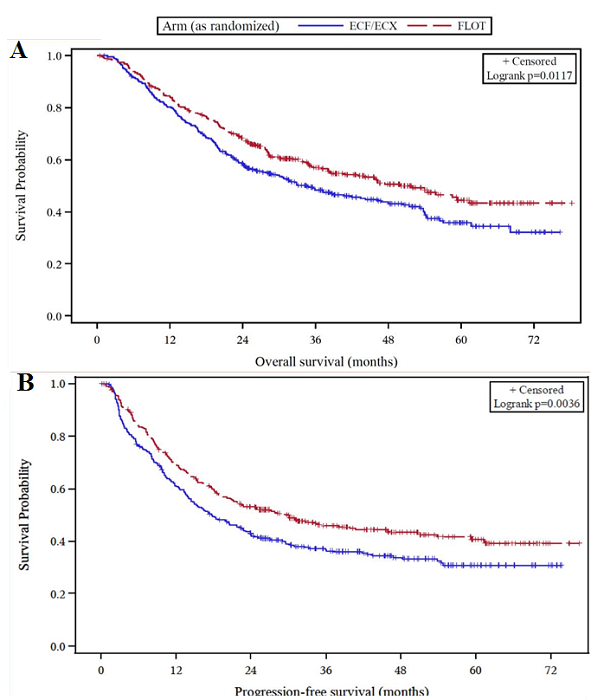 Arm (as randomized) ECF/ECX FLOT
A
+ Censored
Logrank p=0.0117
Survival Probability
1.0
0.8
0.6
0.4
0.2
0.0
0 12 24 36 48 60 72
Overall survival (months)
B
+ Censored
Logrank p=0.0036
Survival Probability
1.0
0.8
0.6
0.4
0.2
0.0
0 12 24 36 48 60 72
Progression-free survival (months)